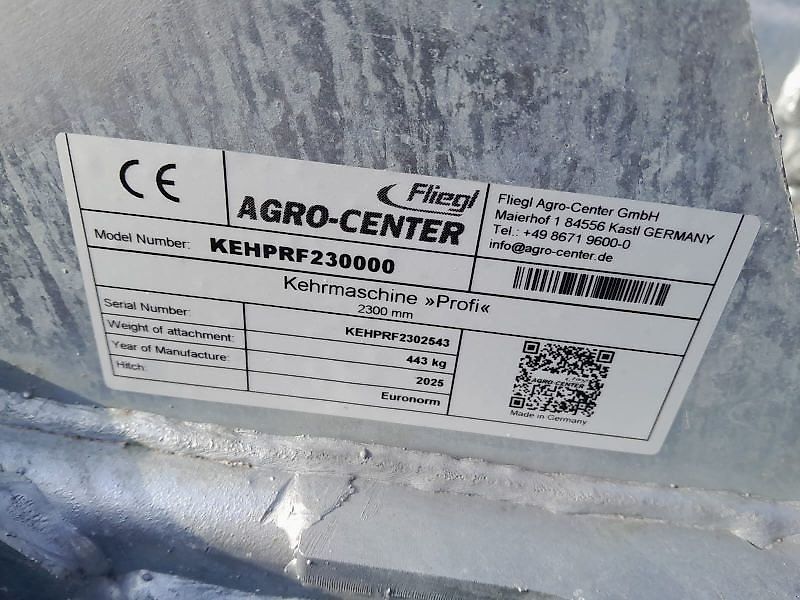 CE
Fliegl
AGRO-CENTER
Fliegl Agro-Center GmbH
Maierhof 1 84556 Kastl GERMANY
Tel.: +49 8671 9600-0
info@agro-center.de
Model Number: KEHPRF230000
Kehrmaschine »Profi«
2300 mm
Serial Number: KEHPRF2302543
Weight of attachment: 443 kg
Year of Manufacture: 2025
Hitch: Euronorm
Fliegl
AGRO-CENTER
Made in Germany